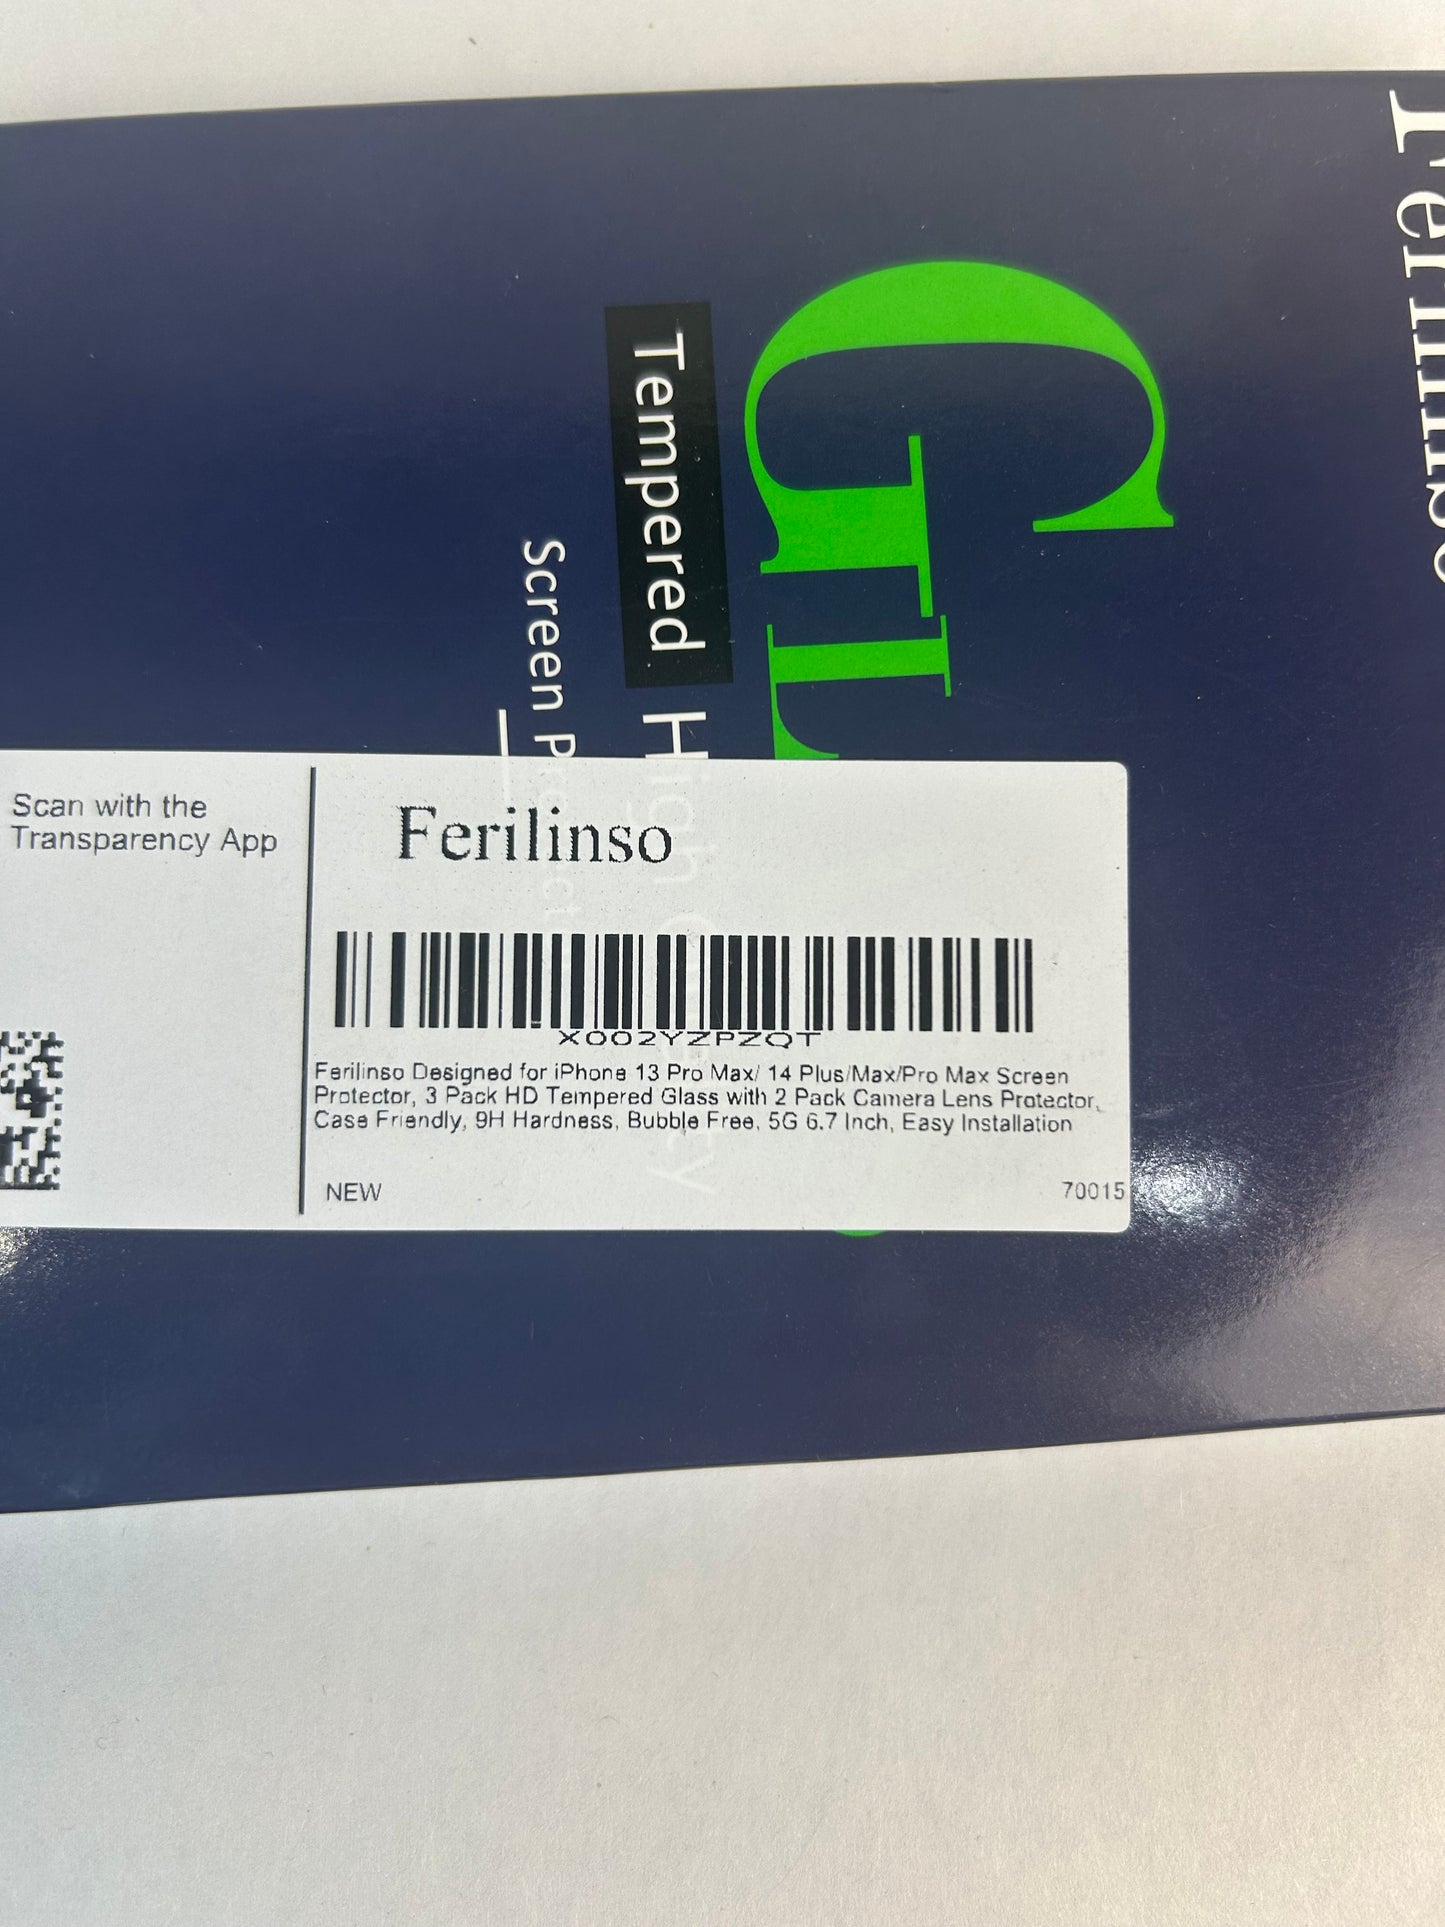 Ferilinso
GL
Tempered High
Screen
Scan with the
Transparency App
Ferilinso
X002YZPZQT
Ferilinso Designed for iPhone 13 Pro Max/ 14 Plus/Max/Pro Max Screen
Protector, 3 Pack HD Tempered Glass with 2 Pack Camera Lens Protector,
Case Friendly, 9H Hardness, Bubble Free, 5G 6.7 Inch, Easy Installation
NEW
70015